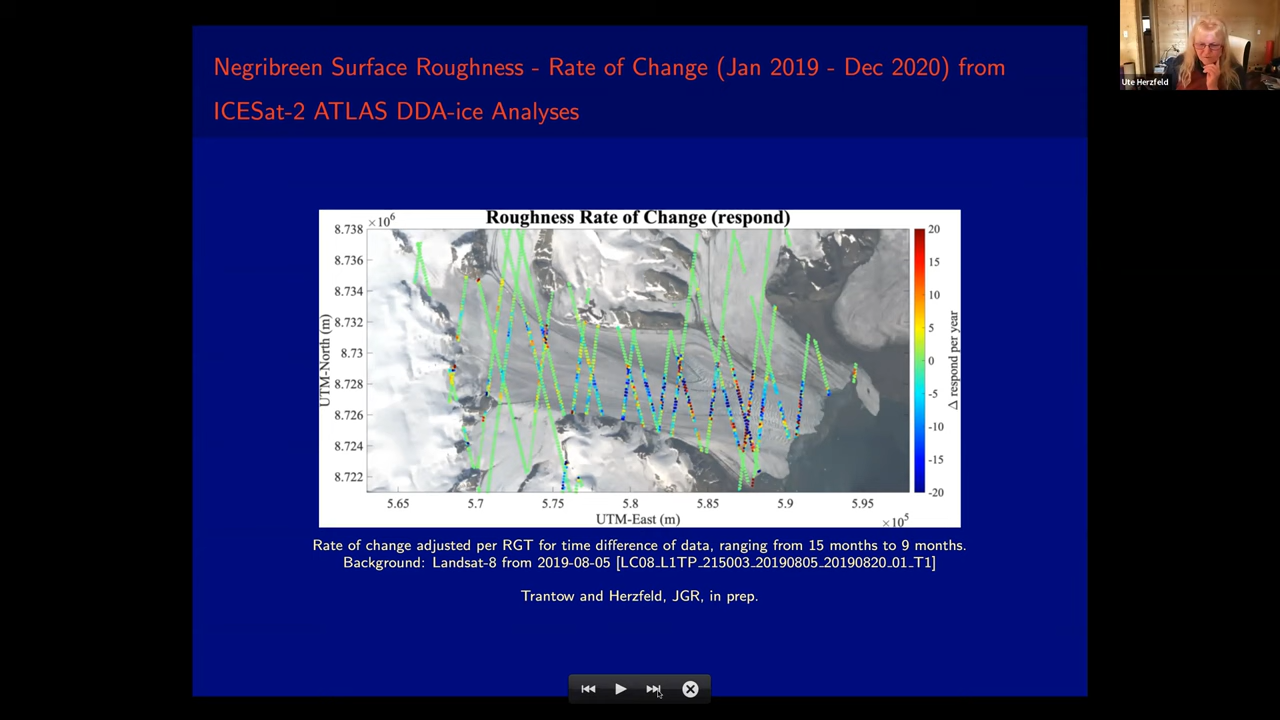 Negribreen Surface Roughness - Rate of Change (Jan 2019 - Dec 2020) from
ICESat-2 ATLAS DDA-ice Analyses
Ute Herzfeld
Roughness Rate of Change (respond)
×10⁶
8.738
8.736
8.734
8.732
8.73
8.728
8.726
8.724
8.722
UTM-North (m)
5.65 5.7 5.75 5.8 5.85 5.9 5.95
UTM-East (m)
×10⁵
20
15
10
5
0
-5
-10
-15
-20
Δ respond per year
Rate of change adjusted per RGT for time difference of data, ranging from 15 months to 9 months.
Background: Landsat-8 from 2019-08-05 [LC08_L1TP_215003_20190805_20190820_01_T1]
Trantow and Herzfeld, JGR, in prep.